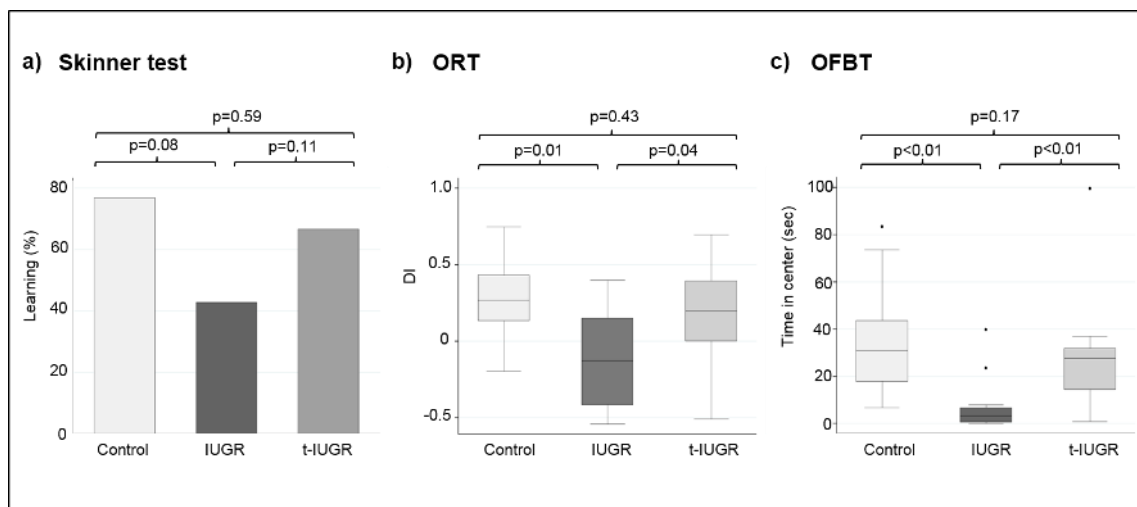 a) Skinner test
p=0.59
p=0.08 p=0.11
80
60
40
20
0
Learning (%)
Control IUGR t-IUGR
b) ORT
p=0.43
p=0.01 p=0.04
1.0
0.5
0
-0.5
DI
Control IUGR t-IUGR
c) OFBT
p=0.17
p<0.01 p<0.01
100
80
60
40
20
0
Time in center (sec)
Control IUGR t-IUGR